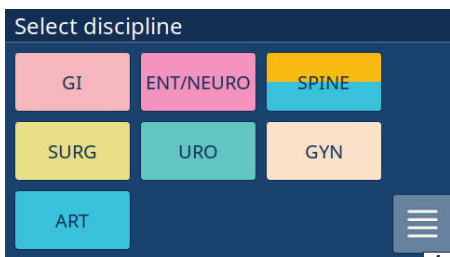 Select discipline
GI ENT/NEURO SPINE
SURG URO GYN
ART